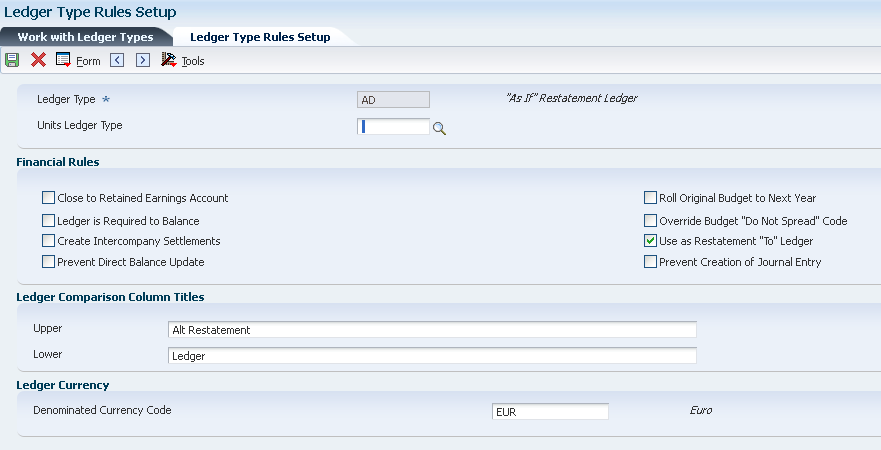 Ledger Type Rules Setup
Work with Ledger Types Ledger Type Rules Setup
Form Tools
Ledger Type * AD "As If" Restatement Ledger
Units Ledger Type
Financial Rules
Close to Retained Earnings Account Roll Original Budget to Next Year
Ledger is Required to Balance Override Budget "Do Not Spread" Code
Create Intercompany Settlements Use as Restatement "To" Ledger
Prevent Direct Balance Update Prevent Creation of Journal Entry
Ledger Comparison Column Titles
Upper Alt Restatement
Lower Ledger
Ledger Currency
Denominated Currency Code EUR Euro